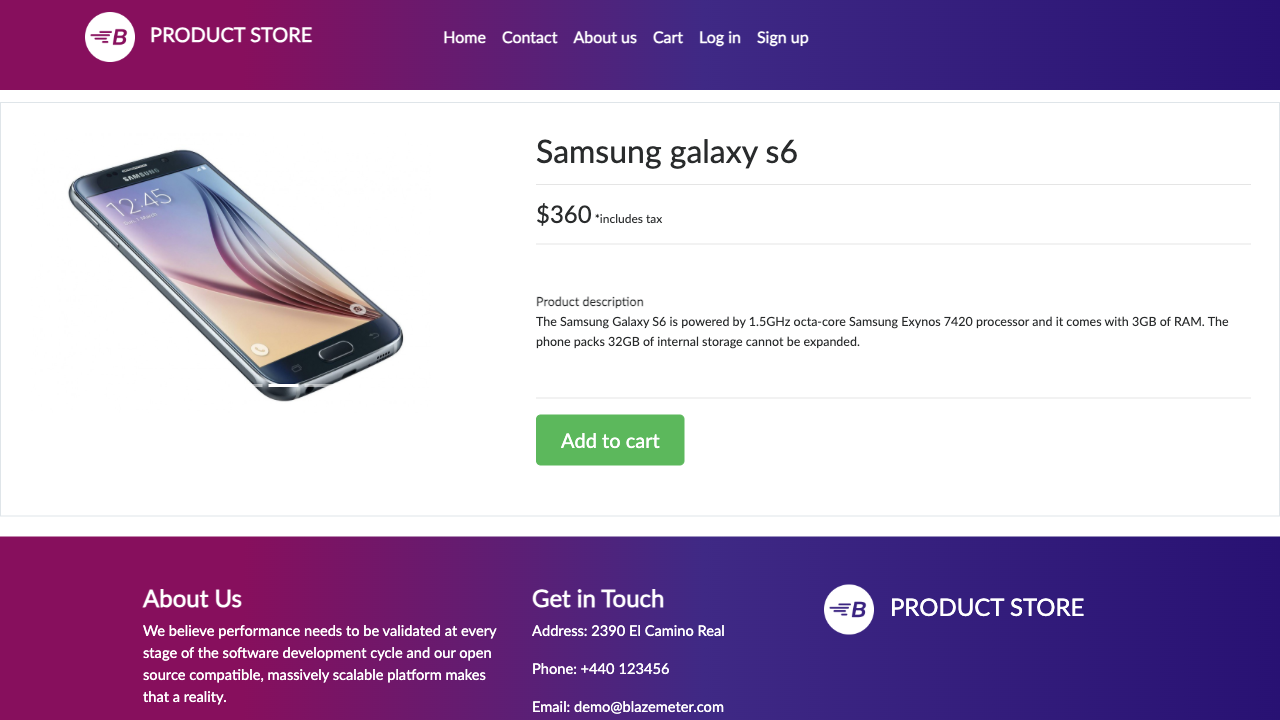 B PRODUCT STORE
Home Contact About us Cart Log in Sign up
SAMSUNG
12:45
Samsung galaxy s6
$360 *includes tax
Product description
The Samsung Galaxy S6 is powered by 1.5GHz octa-core Samsung Exynos 7420 processor and it comes with 3GB of RAM. The
phone packs 32GB of internal storage cannot be expanded.
Add to cart
About Us
We believe performance needs to be validated at every
stage of the software development cycle and our open
source compatible, massively scalable platform makes
that a reality.
Get in Touch
Address: 2390 El Camino Real
Phone: +440 123456
Email: demo@blazemeter.com
B PRODUCT STORE